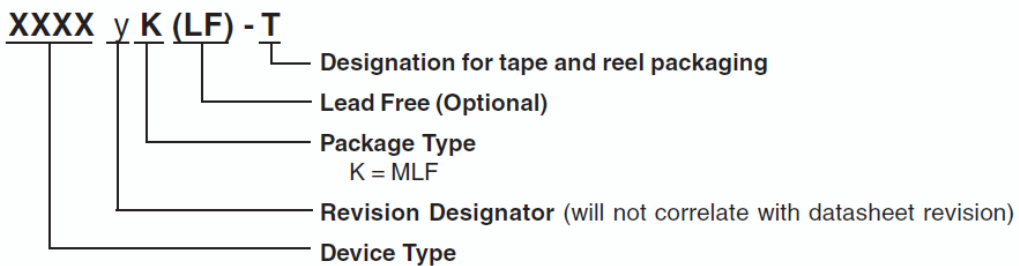 XXXX y K (LF) - T
Designation for tape and reel packaging
Lead Free (Optional)
Package Type
K = MLF
Revision Designator (will not correlate with datasheet revision)
Device Type